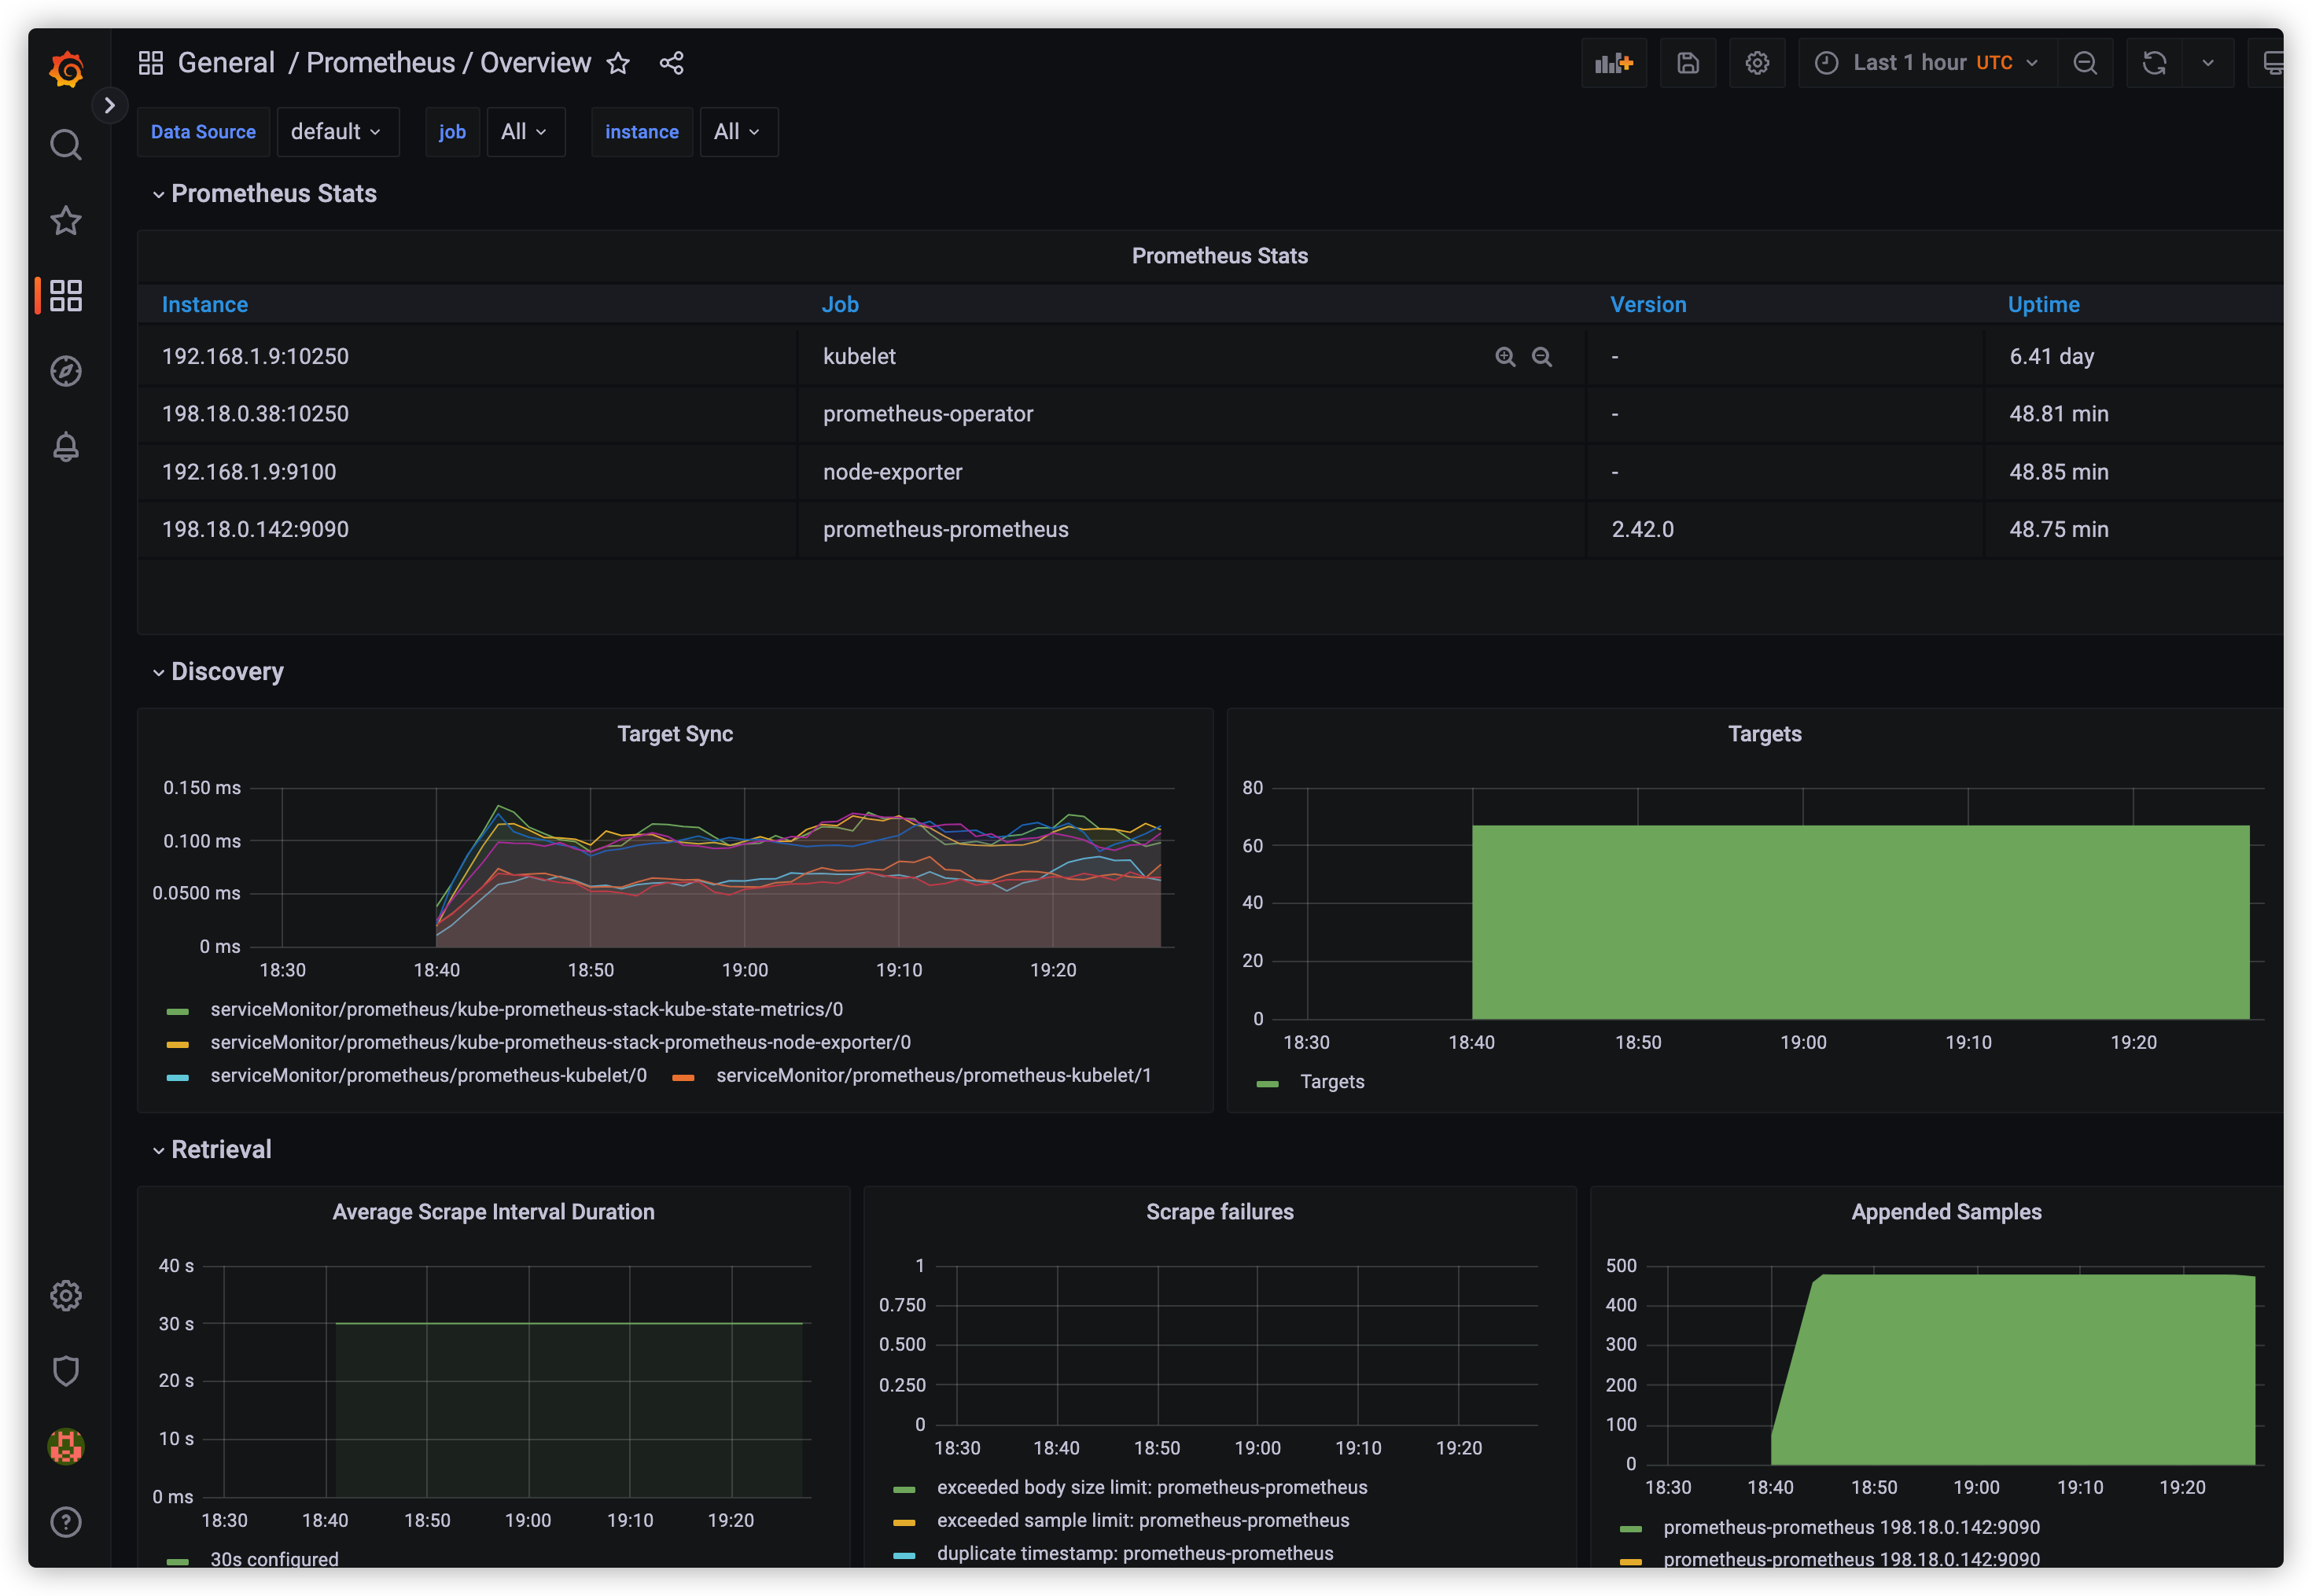 General / Prometheus / Overview
Last 1 hour UTC
Data Source default job All instance All
Prometheus Stats
Prometheus Stats
Instance Job Version Uptime
192.168.1.9:10250 kubelet - 6.41 day
198.18.0.38:10250 prometheus-operator - 48.81 min
192.168.1.9:9100 node-exporter - 48.85 min
198.18.0.142:9090 prometheus-prometheus 2.42.0 48.75 min
Discovery
Target Sync
0.150 ms
0.100 ms
0.0500 ms
0 ms
18:30 18:40 18:50 19:00 19:10 19:20
serviceMonitor/prometheus/kube-prometheus-stack-kube-state-metrics/0
serviceMonitor/prometheus/kube-prometheus-stack-prometheus-node-exporter/0
serviceMonitor/prometheus/prometheus-kubelet/0 serviceMonitor/prometheus/prometheus-kubelet/1
Targets
80
60
40
20
0
18:30 18:40 18:50 19:00 19:10 19:20
Targets
Retrieval
Average Scrape Interval Duration
40 s
30 s
20 s
10 s
0 ms
18:30 18:40 18:50 19:00 19:10 19:20
30s configured
Scrape failures
1
0.750
0.500
0.250
0
18:30 18:40 18:50 19:00 19:10 19:20
exceeded body size limit: prometheus-prometheus
exceeded sample limit: prometheus-prometheus
duplicate timestamp: prometheus-prometheus
Appended Samples
500
400
300
200
100
0
18:30 18:40 18:50 19:00 19:10 19:20
prometheus-prometheus 198.18.0.142:9090
prometheus-prometheus 198.18.0.142:9090